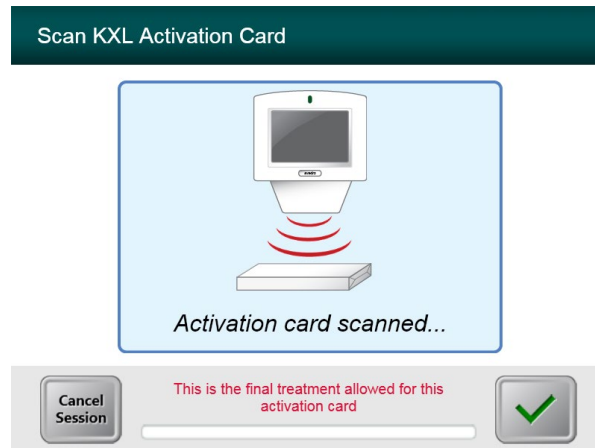 Scan KXL Activation Card
Activation card scanned...
Cancel
Session
This is the final treatment allowed for this
activation card